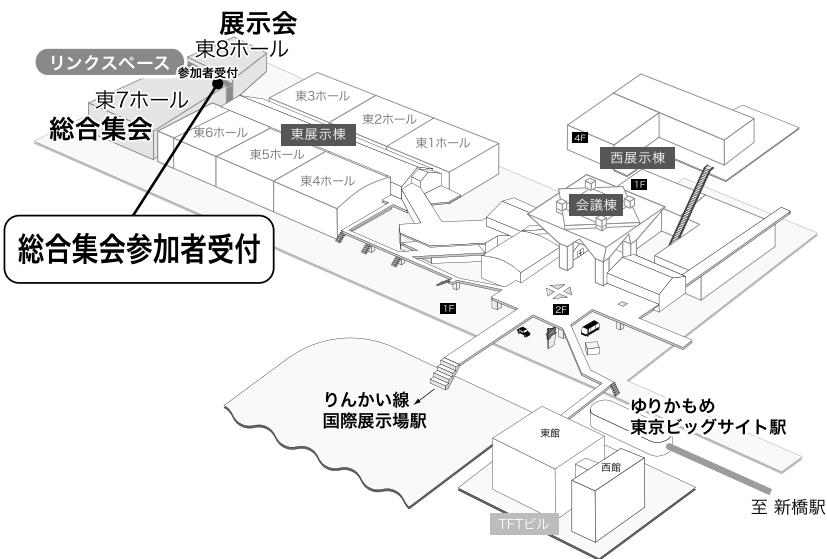 展示会
東8ホール
リンクスペース
参加者受付
東7ホール
総合集会
東3ホール
東2ホール
東1ホール
東6ホール
東展示棟
東5ホール
東4ホール
4F
西展示棟
1F
会議棟
総合集会参加者受付
1F
2F
りんかい線
国際展示場駅
ゆりかもめ
東京ビッグサイト駅
東館
西館
至 新橋駅
TFTビル